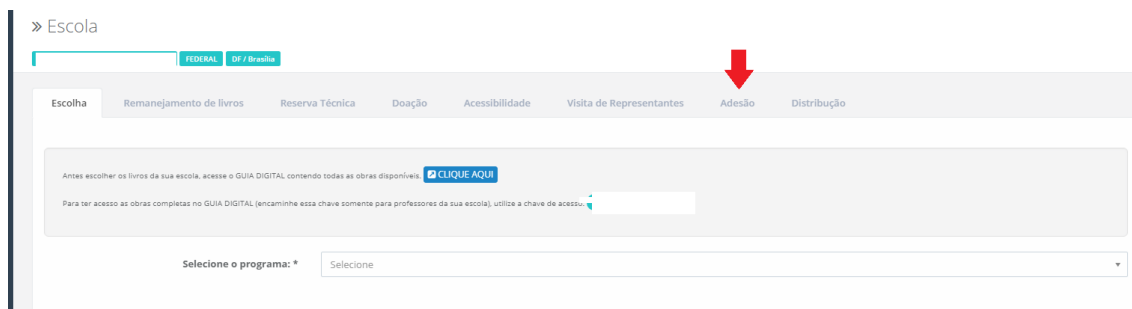 Escola
FEDERAL DF / Brasília
Escolha Remanejamento de livros Reserva Técnica Doação Acessibilidade Visita de Representantes Adesão Distribuição
Antes escolher os livros da sua escola, acesse o GUIA DIGITAL contendo todas as obras disponíveis. CLIQUE AQUI
Para ter acesso as obras completas no GUIA DIGITAL (encaminhe essa chave somente para professores da sua escola), utilize a chave de acesso:
Selecione o programa: * Selecione